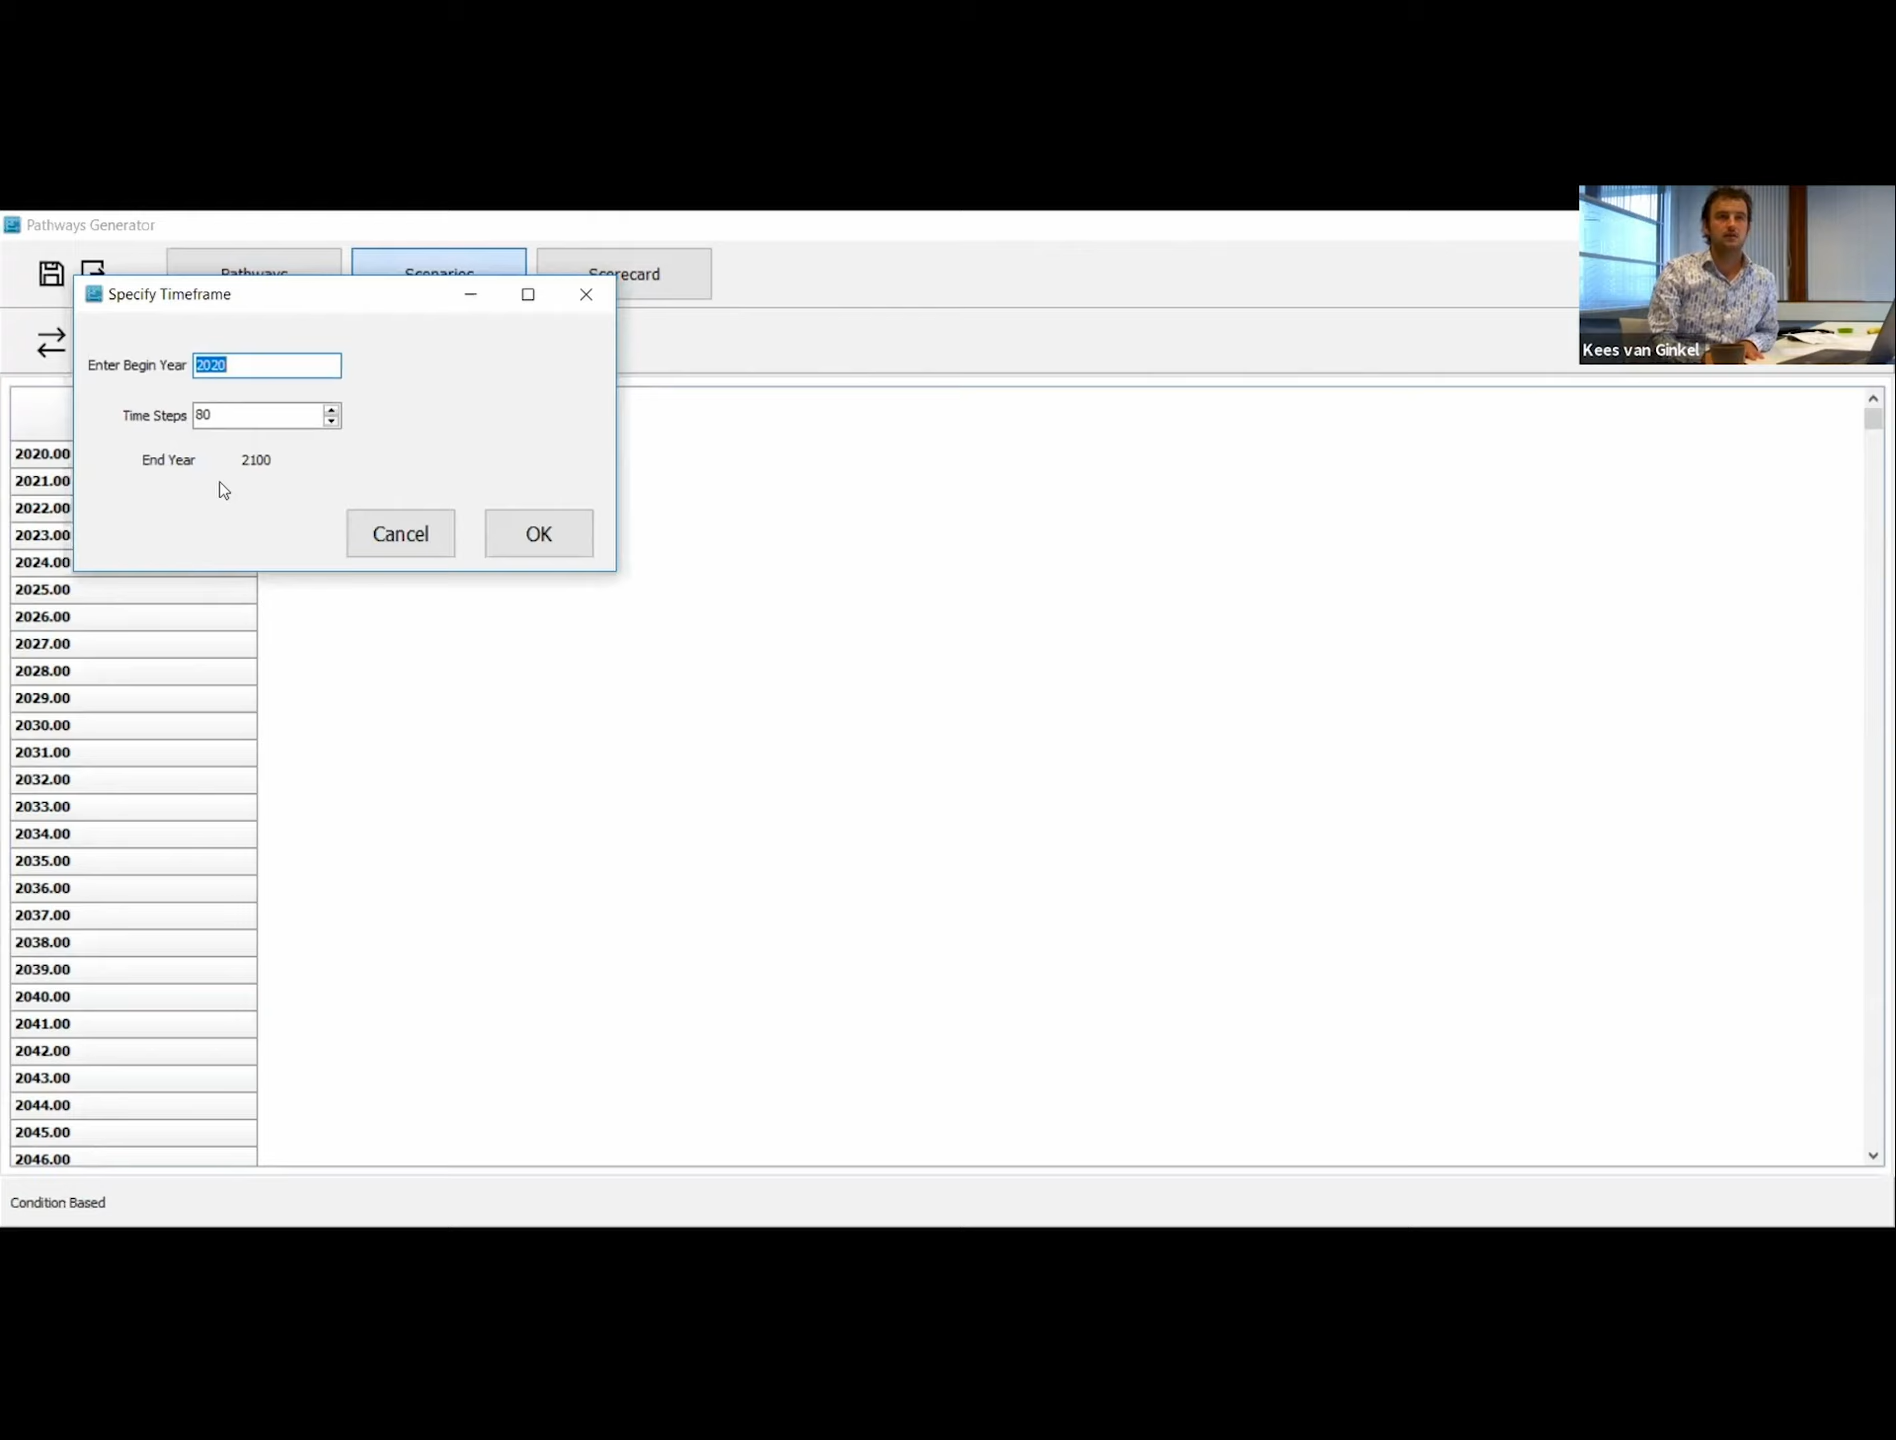 Pathways Generator
Pathways
Scenarios
Scorecard
Specify Timeframe
Enter Begin Year 2020
Time Steps 80
End Year 2100
Cancel
OK
Kees van Ginkel
2020.00
2021.00
2022.00
2023.00
2024.00
2025.00
2026.00
2027.00
2028.00
2029.00
2030.00
2031.00
2032.00
2033.00
2034.00
2035.00
2036.00
2037.00
2038.00
2039.00
2040.00
2041.00
2042.00
2043.00
2044.00
2045.00
2046.00
Condition Based